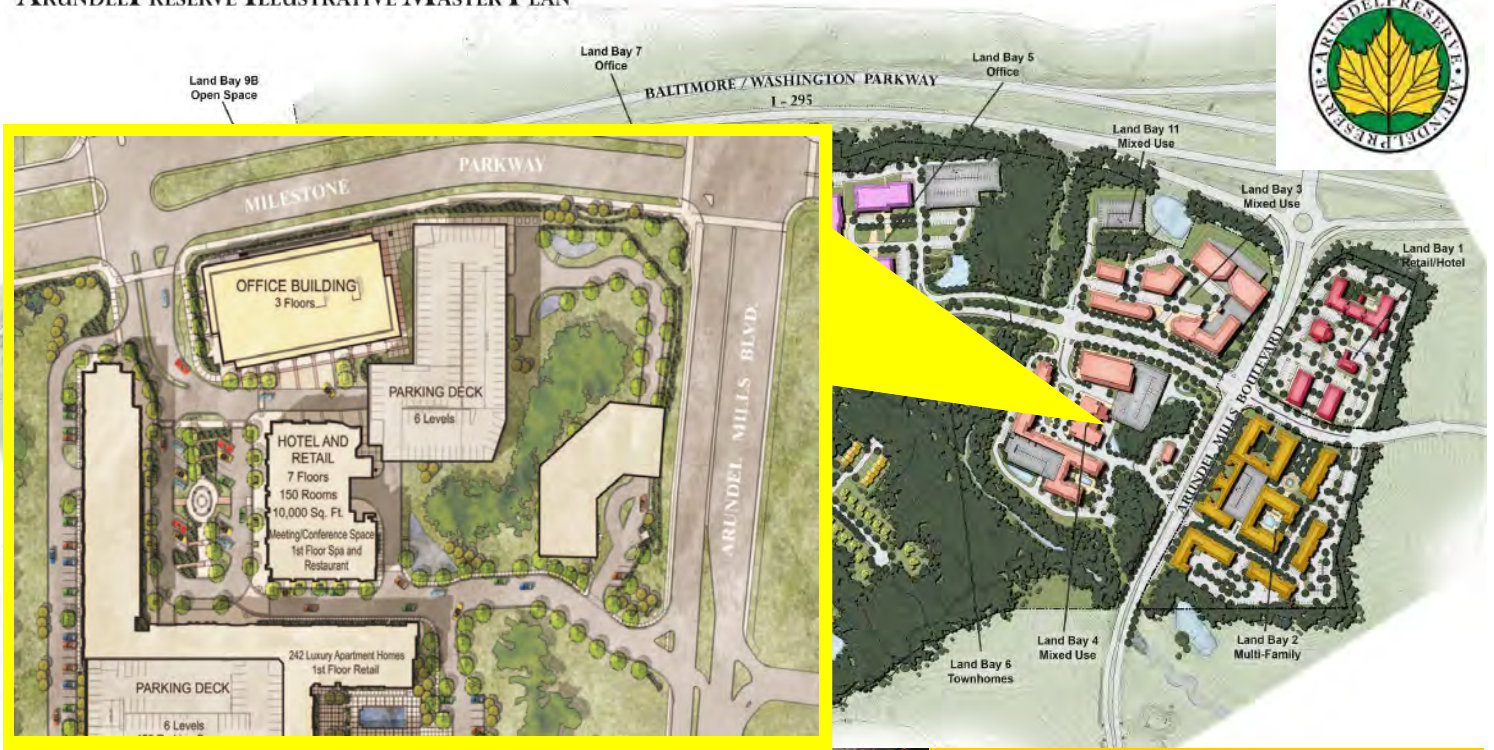 ARUNDELPRESERVE ILLUSTRATIVE MASTER PLAN
ARUNDELPRESERVE • ARUNDELPRESERVE •
Land Bay 9B
Open Space
Land Bay 7
Office
Land Bay 5
Office
BALTIMORE / WASHINGTON PARKWAY
I - 295
Land Bay 11
Mixed Use
Land Bay 3
Mixed Use
Land Bay 1
Retail/Hotel
MILESTONE PARKWAY
OFFICE BUILDING
3 Floors
PARKING DECK
6 Levels
HOTEL AND
RETAIL
7 Floors
150 Rooms
10,000 Sq. Ft.
Meeting/Conference Space
1st Floor Spa and
Restaurant
ARUNDEL MILLS BLVD.
242 Luxury Apartment Homes
1st Floor Retail
PARKING DECK
6 Levels
ARUNDEL MILLS BOULEVARD
Land Bay 6
Townhomes
Land Bay 4
Mixed Use
Land Bay 2
Multi-Family